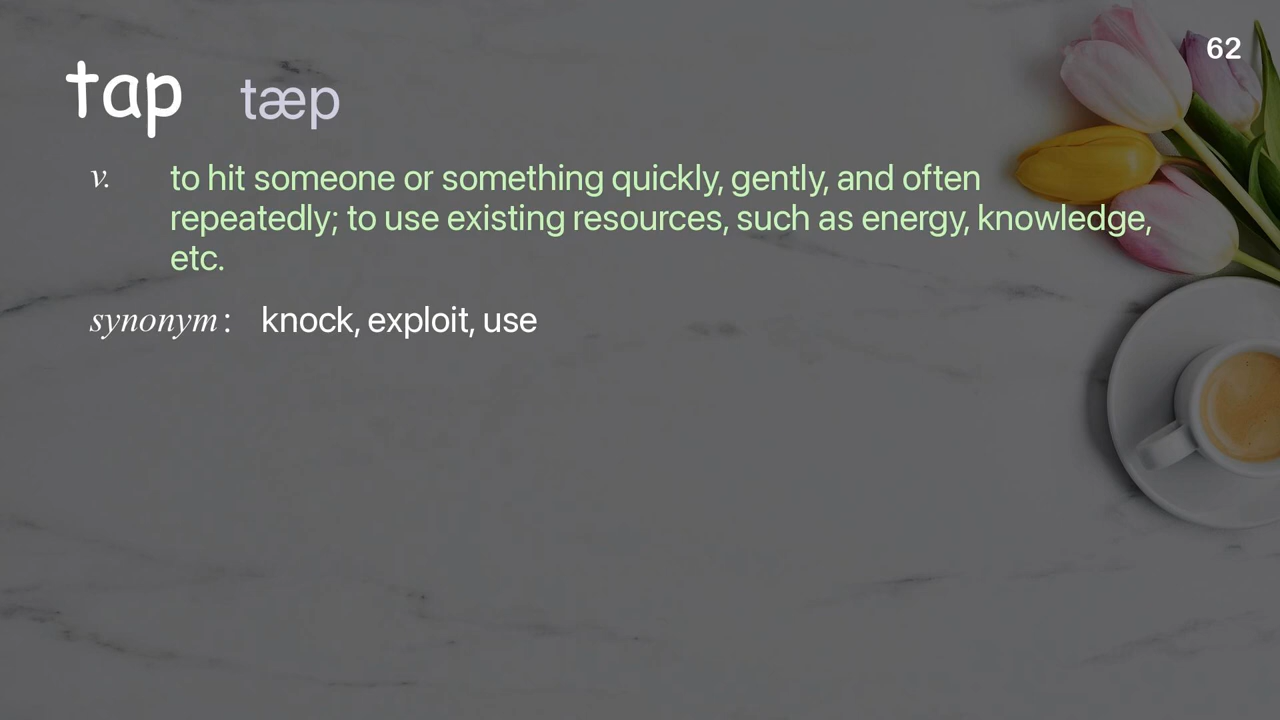 62
tap tæp
v. to hit someone or something quickly, gently, and often
repeatedly; to use existing resources, such as energy, knowledge,
etc.
synonym : knock, exploit, use